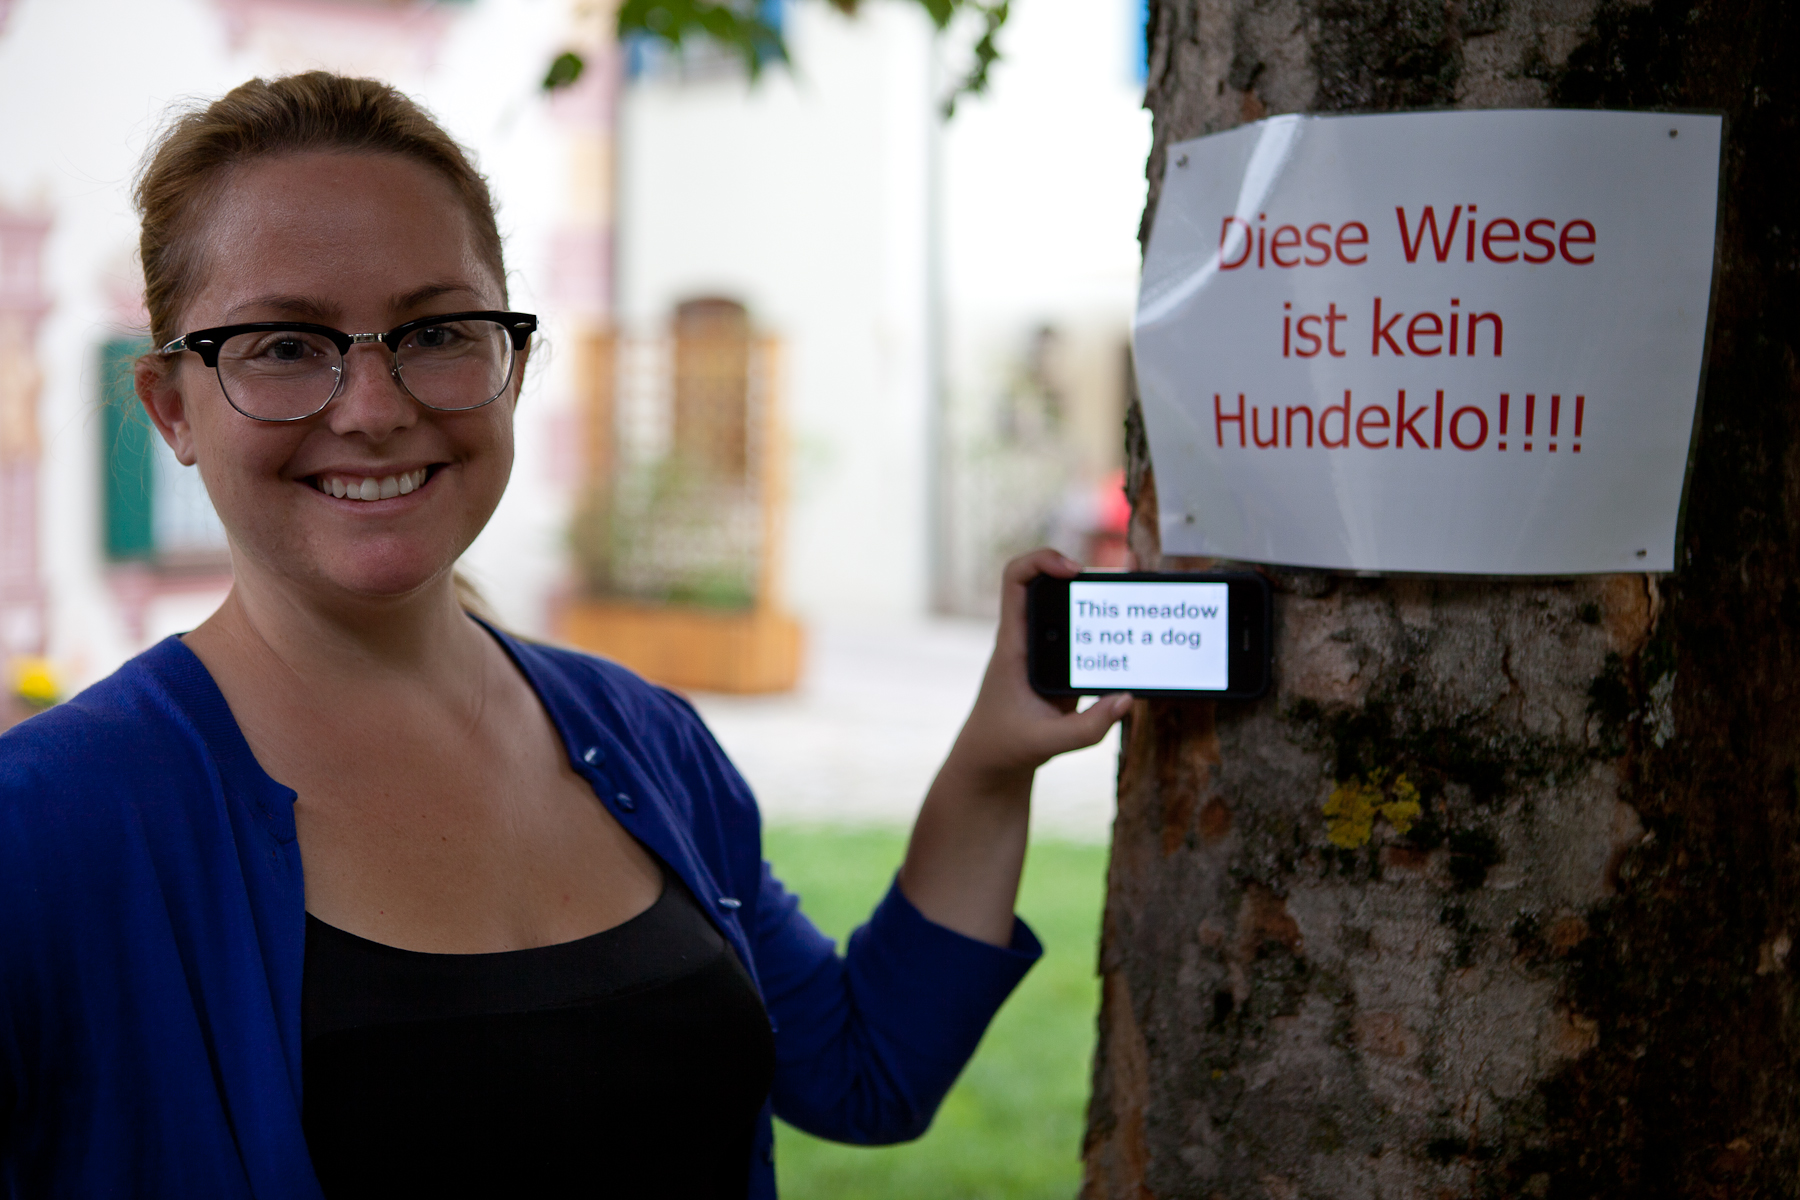 Diese Wiese
ist kein
Hundeklo!!!!
This meadow
is not a dog
toilet